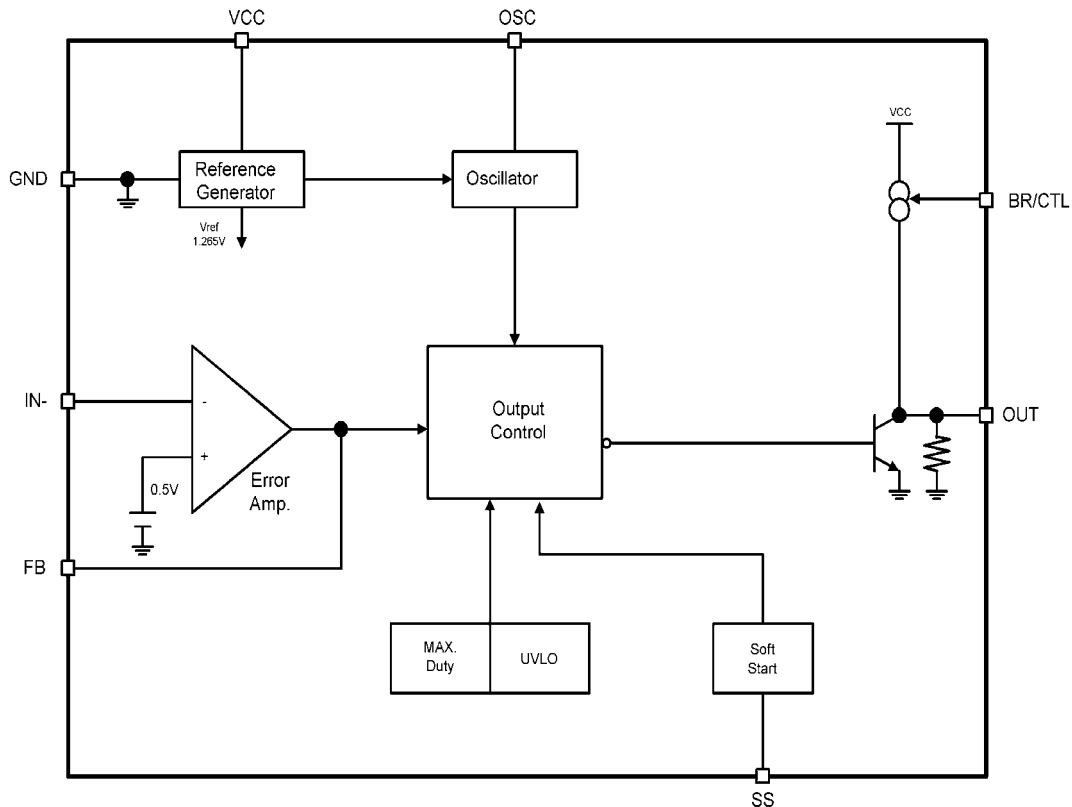 VCC
OSC
VCC
GND
Reference
Generator
Oscillator
BR/CTL
Vref
1.265V
IN-
-
Output
Control
OUT
+
0.5V
Error
Amp.
FB
MAX.
Duty
UVLO
Soft
Start
SS